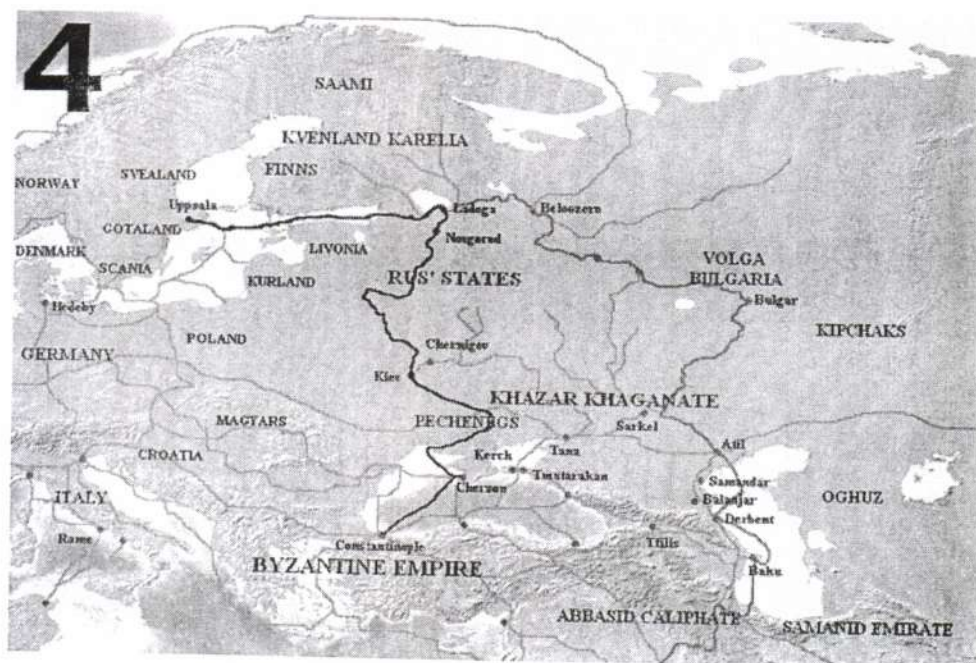 4
SAAMI
KVENLAND KARELIA
SVEALAND
FINNS
NORWAY
Uppsala
Ladoga
Beloozero
GOTALAND
Nougarod
DENMARK
LIVONIA
SCANIA
KURLAND
RUS' STATES
VOLGA
BULGARIA
Hedeby
Bulgar
KIPCHAKS
POLAND
GERMANY
Chernigov
Kiev
KHAZAR KHAGANATE
MAGYARS
PECHENEGS
Sarkel
CROATIA
Tana
Atil
Kerch
Tmutarakan
Samandar
Cherson
ITALY
Balanjar
OGHUZ
Derbent
Rome
Constantinople
Tfilis
BYZANTINE EMPIRE
Baku
ABBASID CALIPHATE
SAMANID EMIRATE